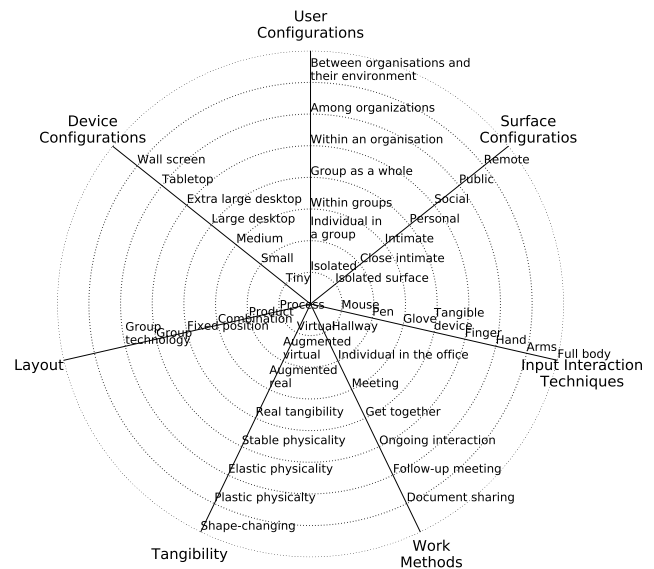 User
Configurations
Between organisations and
their environment
Among organizations
Within an organisation
Group as a whole
Within groups
Individual in
a group
Isolated
Surface
Configuratios
Remote
Public
Social
Personal
Intimate
Close intimate
Isolated surface
Device
Configurations
Wall screen
Tabletop
Extra large desktop
Large desktop
Medium
Small
Tiny
Process
Product
Combination
Fixed position
Group
Group
technology
Layout
Mouse
Pen
Glove
Tangible
device
Finger
Hand
Arms
Full body
Input Interaction
Techniques
Virtual
Augmented
virtual
Augmented
real
Real tangibility
Stable physicality
Elastic physicality
Plastic physicalty
Shape-changing
Tangibility
Hallway
Individual in the office
Meeting
Get together
Ongoing interaction
Follow-up meeting
Document sharing
Work
Methods